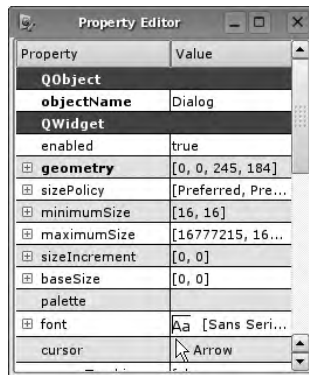 Property Editor
Property Value
QObject
objectName Dialog
QWidget
enabled true
geometry [0, 0, 245, 184]
sizePolicy [Preferred, Pre...
minimumSize [16, 16]
maximumSize [16777215, 16...
sizeIncrement [0, 0]
baseSize [0, 0]
palette
font Aa [Sans Seri...
cursor Arrow